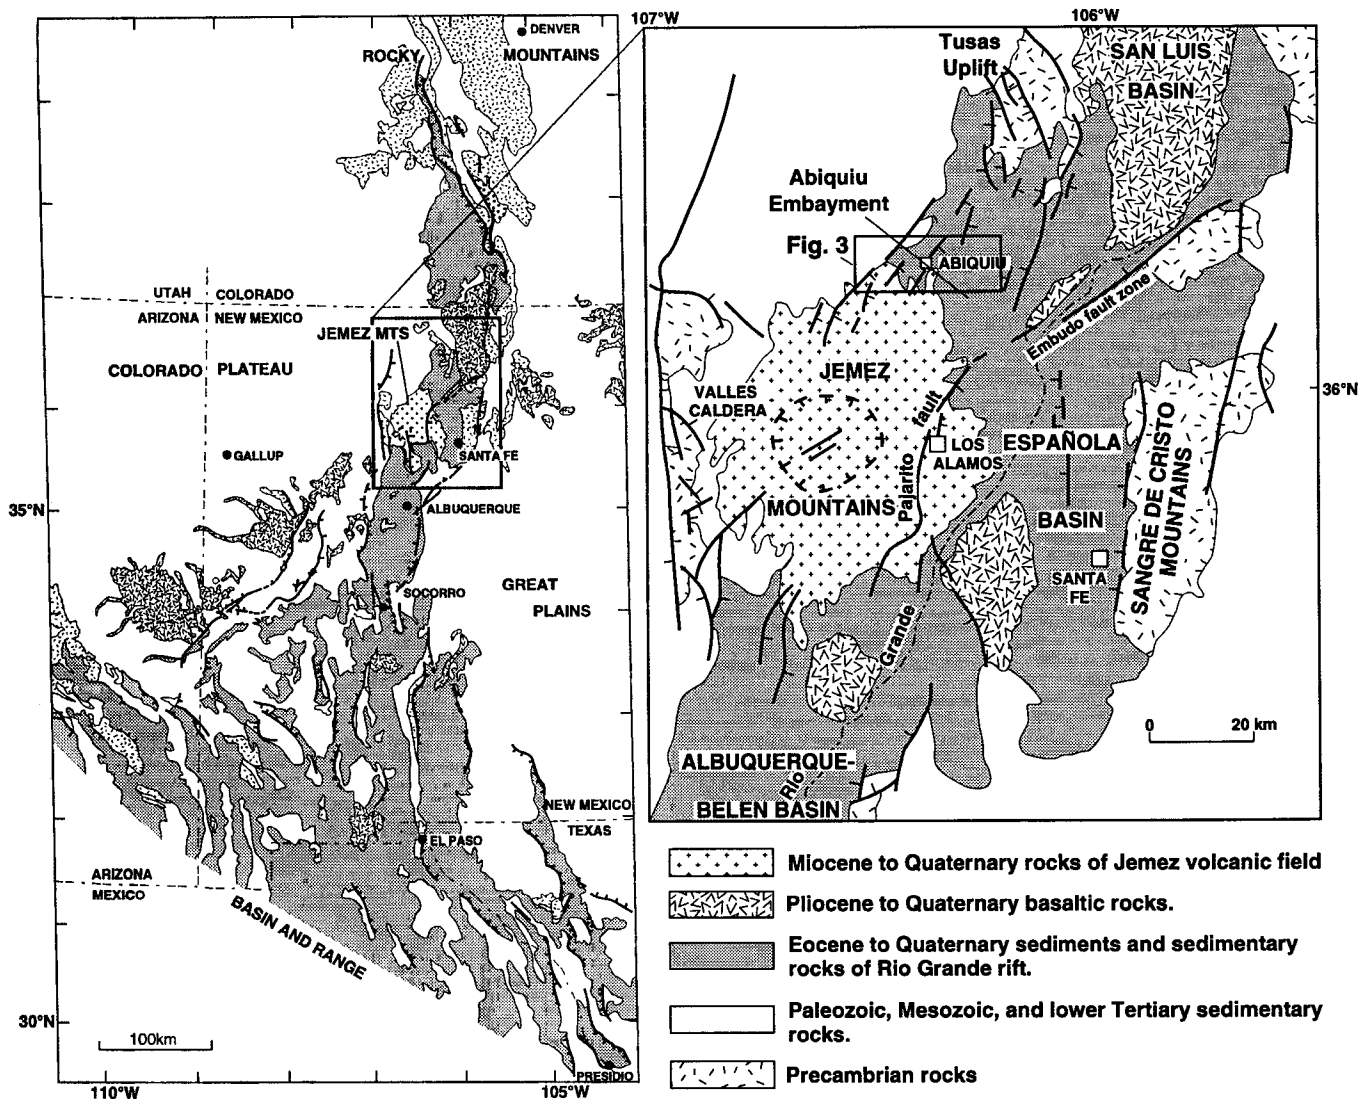 107°W
106°W
DENVER
ROCKY
MOUNTAINS
UTAH
COLORADO
ARIZONA
NEW MEXICO
JEMEZ MTS
COLORADO
PLATEAU
GALLUP
SANTA FE
35°N
ALBUQUERQUE
SOCORRO
GREAT
PLAINS
NEW MEXICO
TEXAS
EL PASO
ARIZONA
MEXICO
BASIN AND RANGE
30°N
100km
PRESIDIO
110°W
105°W
Tusas
Uplift
SAN LUIS
BASIN
Abiquiu
Embayment
Fig. 3
ABIQUIU
Embudo fault zone
JEMEZ
VALLES
CALDERA
36°N
Pajarito fault
LOS
ALAMOS
ESPAÑOLA
MOUNTAINS
BASIN
SANTA
FE
SANGRE DE CRISTO
MOUNTAINS
Rio Grande
0 20 km
ALBUQUERQUE-
BELEN BASIN
Miocene to Quaternary rocks of Jemez volcanic field
Pliocene to Quaternary basaltic rocks.
Eocene to Quaternary sediments and sedimentary
rocks of Rio Grande rift.
Paleozoic, Mesozoic, and lower Tertiary sedimentary
rocks.
Precambrian rocks